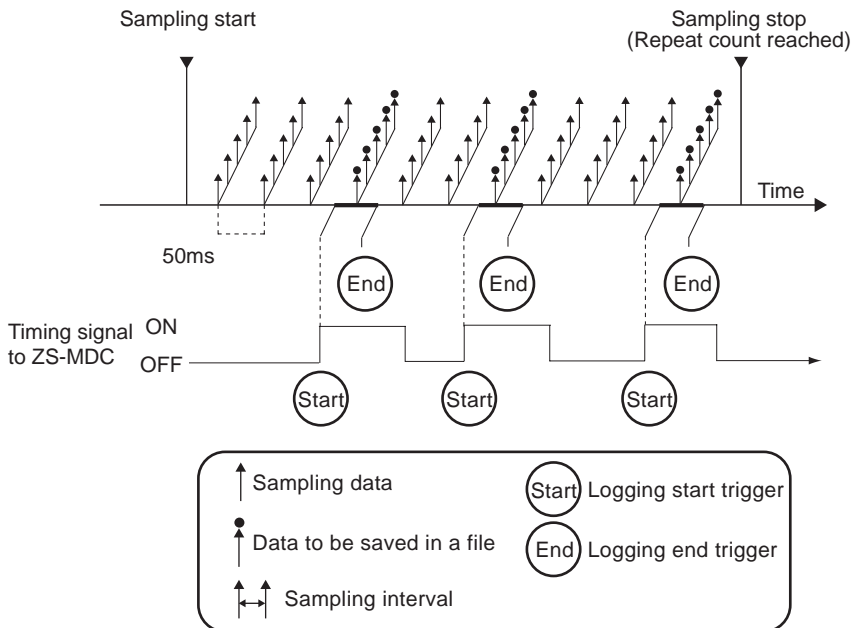 Sampling start
Sampling stop
(Repeat count reached)
Time
50ms
End
End
End
Timing signal
to ZS-MDC
ON
OFF
Start
Start
Start
Sampling data
Data to be saved in a file
Sampling interval
Start
Logging start trigger
End
Logging end trigger